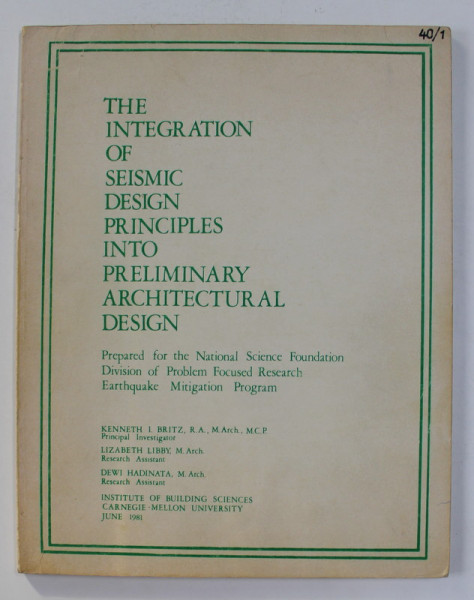 40/1
THE
INTEGRATION
OF
SEISMIC
DESIGN
PRINCIPLES
INTO
PRELIMINARY
ARCHITECTURAL
DESIGN
Prepared for the National Science Foundation
Division of Problem Focused Research
Earthquake Mitigation Program
KENNETH I. BRITZ, R.A., M.Arch., M.C.P.
Principal Investigator
LIZABETH LIBBY, M. Arch.
Research Assistant
DEWI HADINATA, M. Arch.
Research Assistant
INSTITUTE OF BUILDING SCIENCES
CARNEGIE-MELLON UNIVERSITY
JUNE 1981